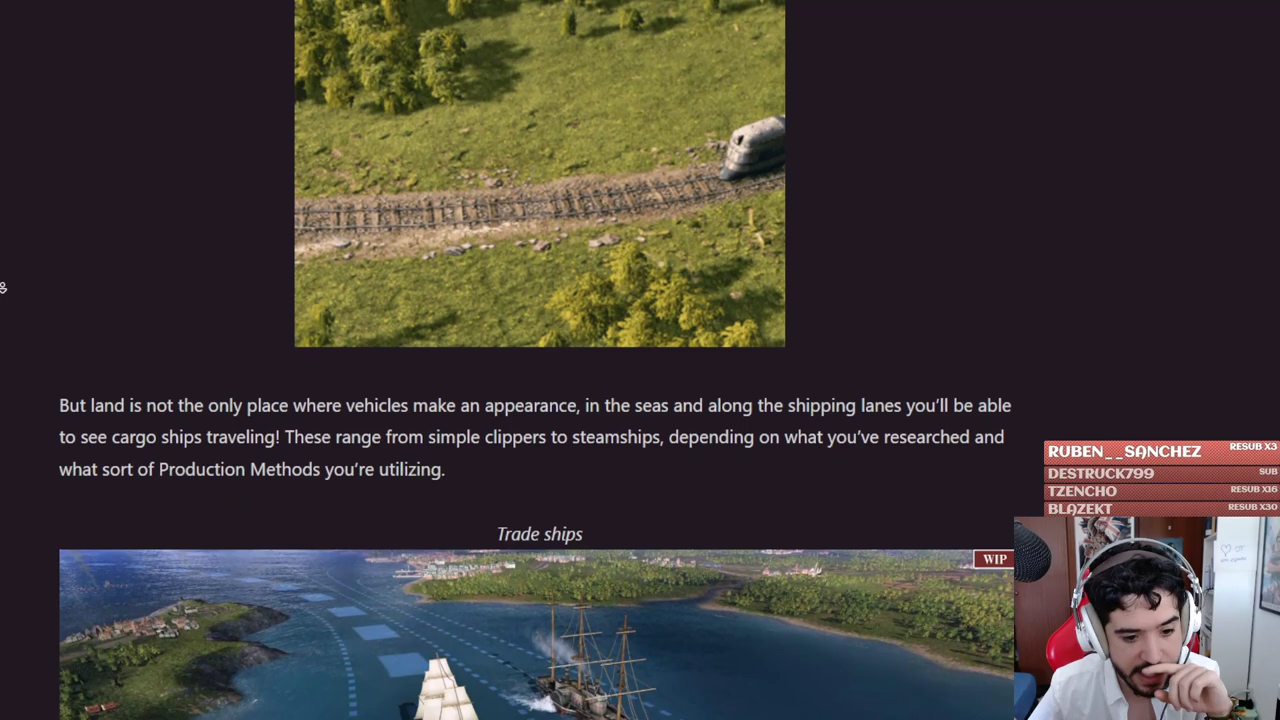 But land is not the only place where vehicles make an appearance, in the seas and along the shipping lanes you'll be able
to see cargo ships traveling! These range from simple clippers to steamships, depending on what you've researched and
what sort of Production Methods you're utilizing.
RUBEN__SANCHEZ RESUB X3
DESTRUCK799 SUB
TZENCHO RESUB X16
BLAZEKT RESUB X30
Trade ships
WIP